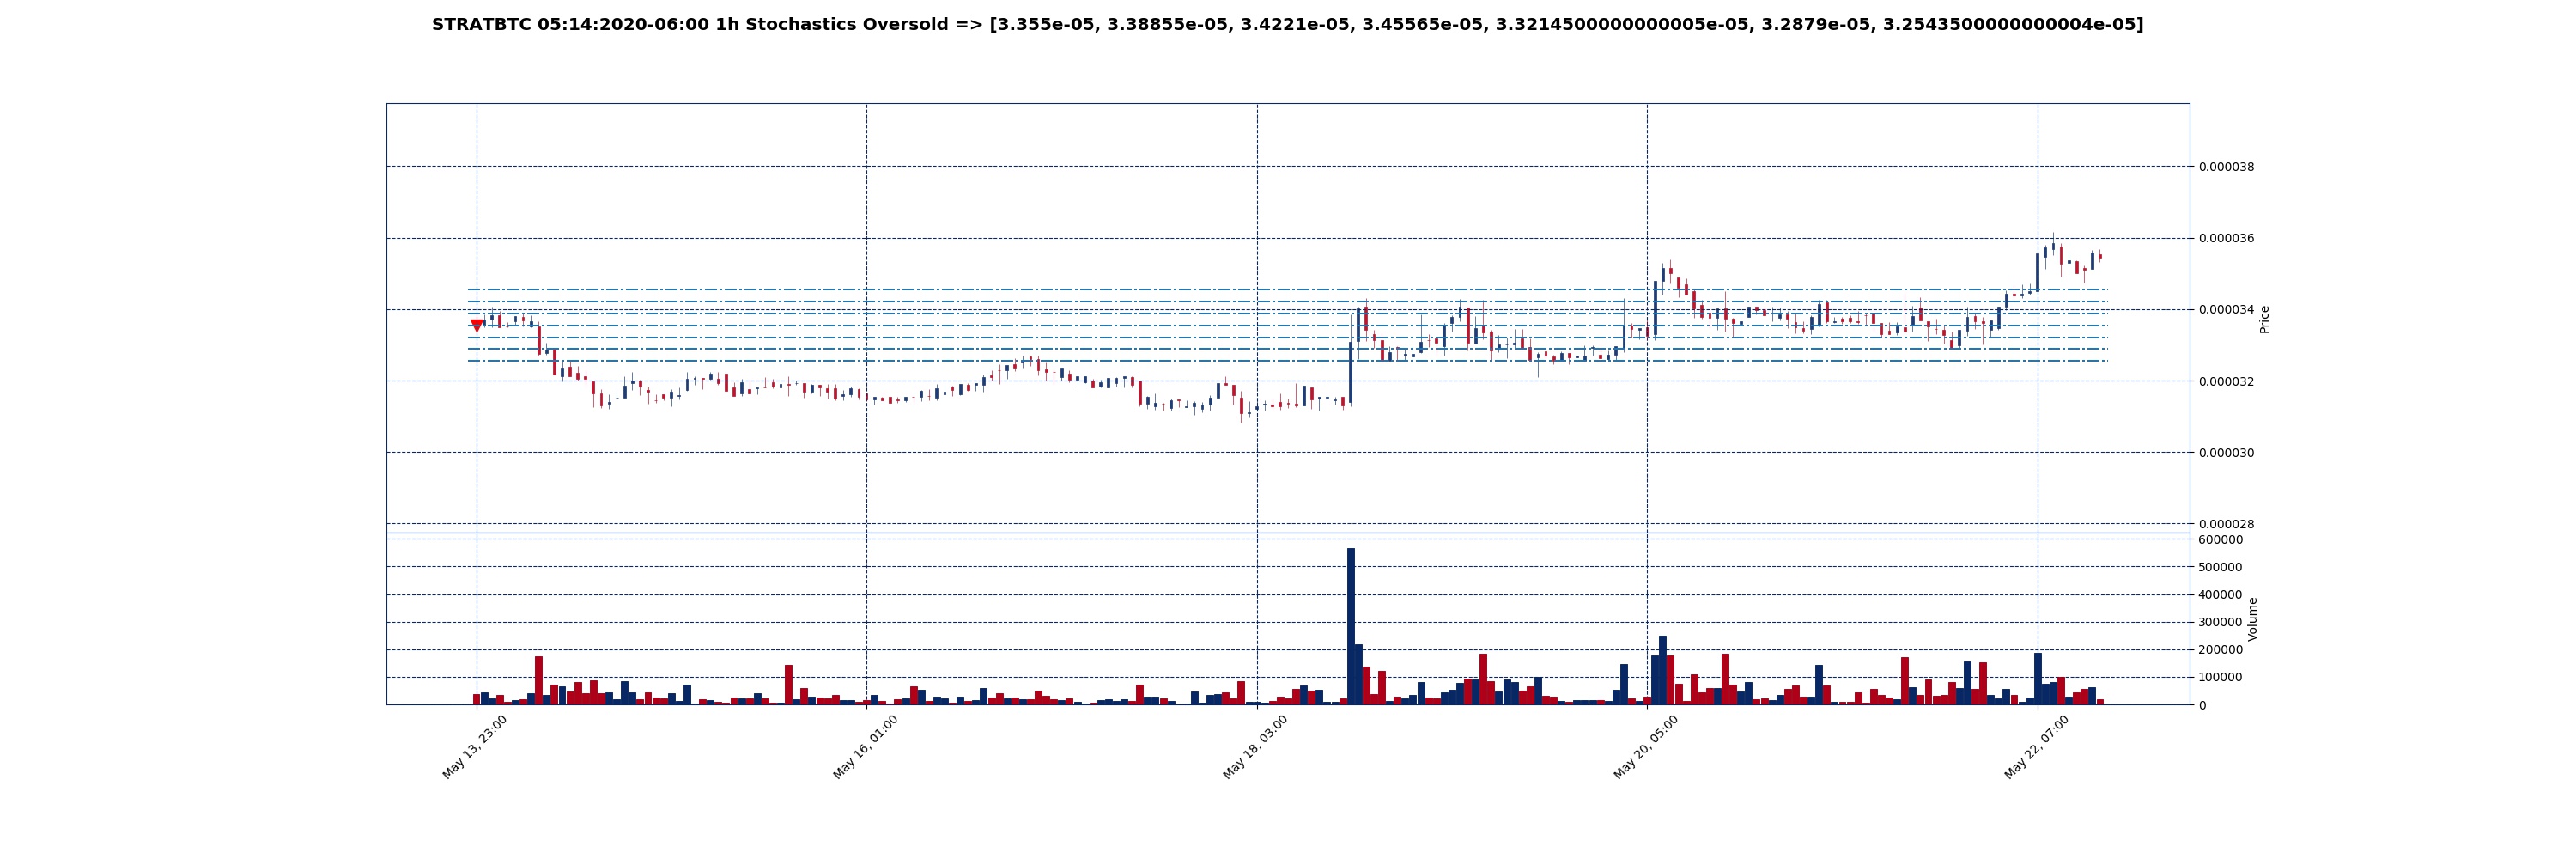 STRATBTC 05:14:2020-06:00 1h Stochastics Oversold => [3.355e-05, 3.38855e-05, 3.4221e-05, 3.45565e-05, 3.3214500000000005e-05, 3.2879e-05, 3.2543500000000004e-05]
0.000038
0.000036
0.000034
Price
0.000032
0.000030
0.000028
600000
500000
400000
300000
Volume
200000
100000
0
May 13, 23:00
May 16, 01:00
May 18, 03:00
May 20, 05:00
May 22, 07:00